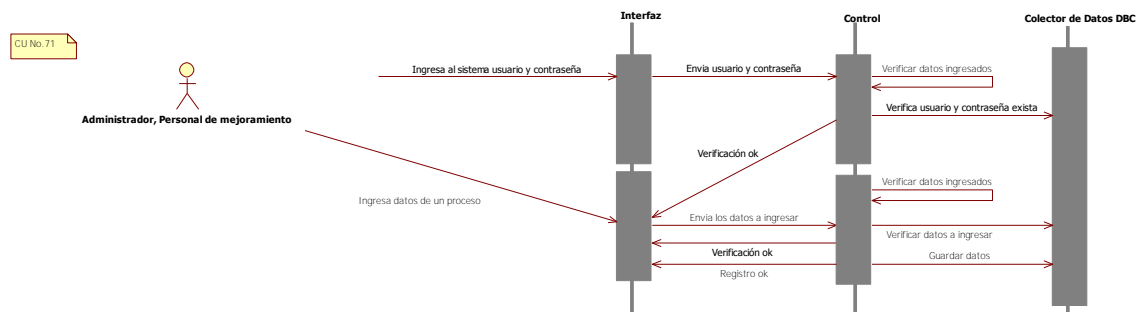 Interfaz
Control
Colector de Datos DBC
CU No.71
Ingresa al sistema usuario y contraseña
Envia usuario y contraseña
Verificar datos ingresados
Verifica usuario y contraseña exista
Administrador, Personal de mejoramiento
Verificación ok
Verificar datos ingresados
Ingresa datos de un proceso
Envia los datos a ingresar
Verificar datos a ingresar
Verificación ok
Guardar datos
Registro ok